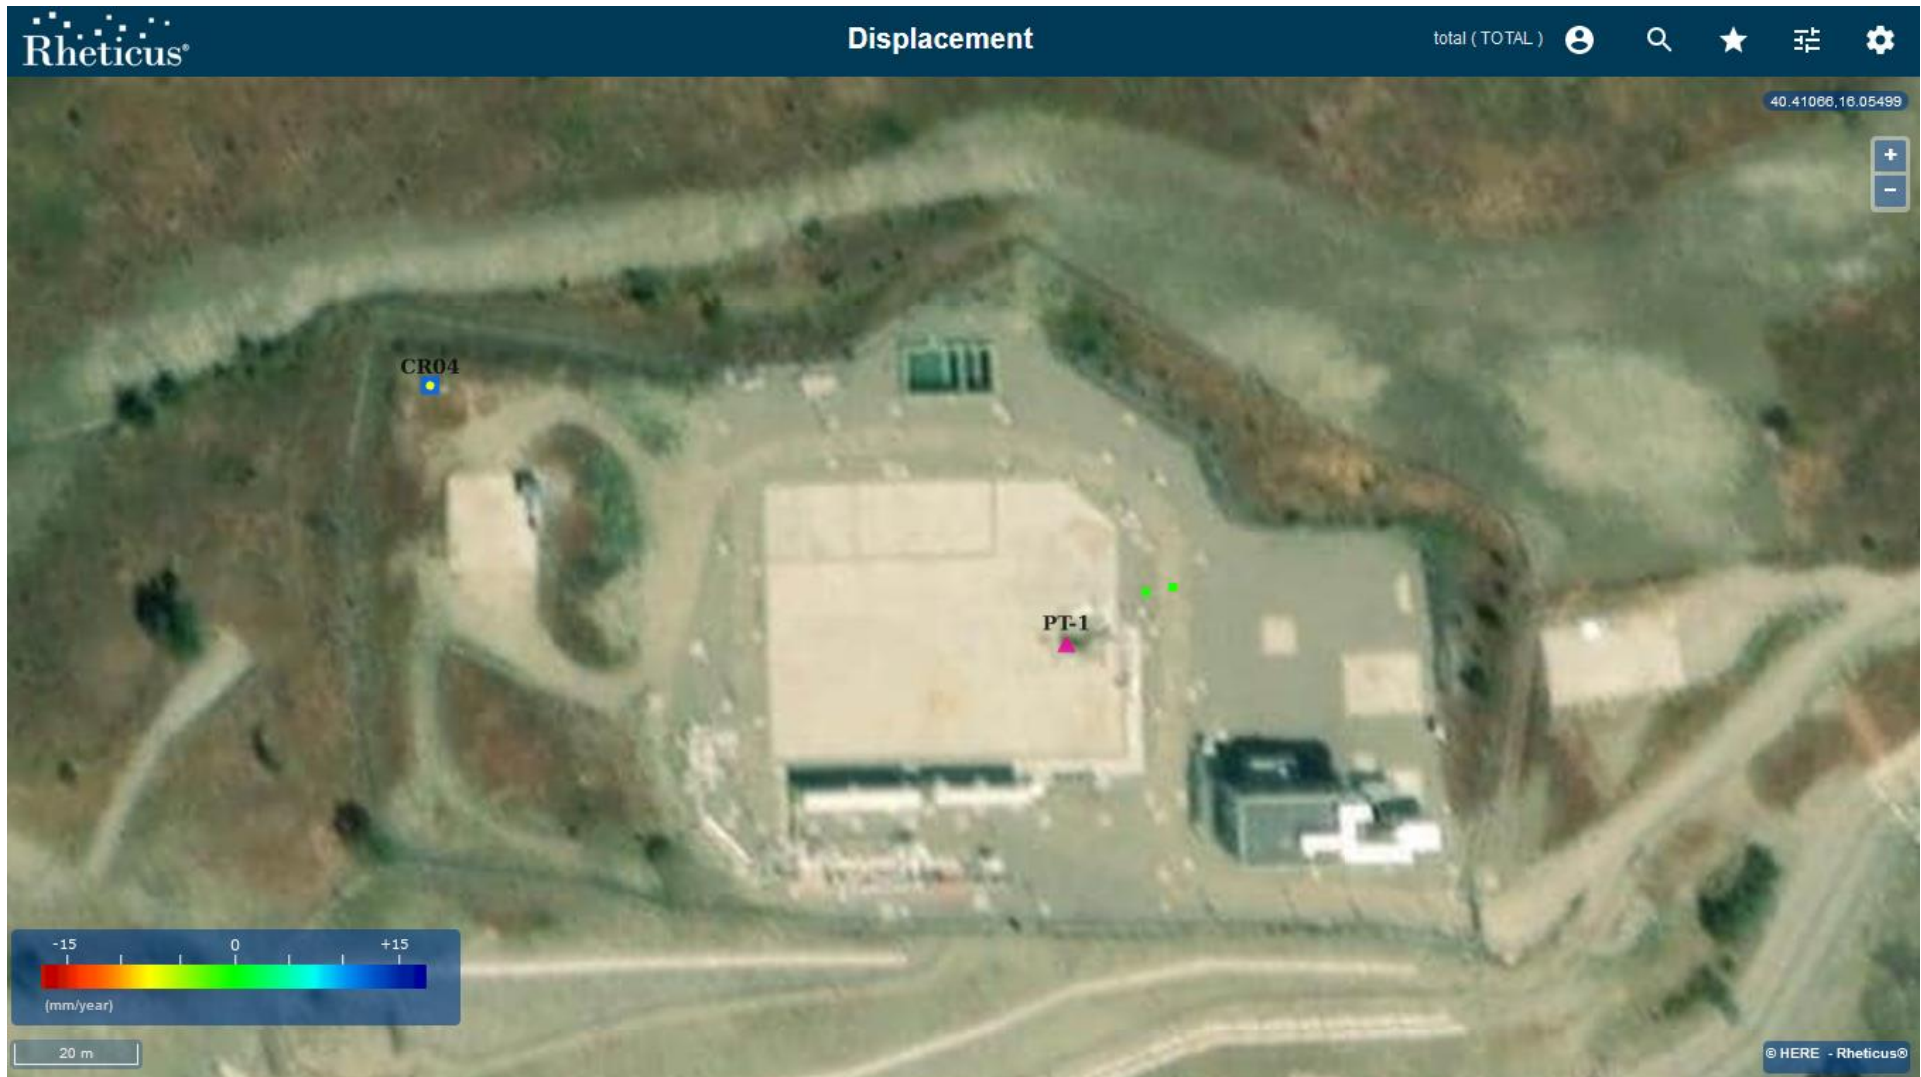 Rheticus®
Displacement
total ( TOTAL )
40.41066,16.05499
+
−
CR04
PT-1
-15 0 +15
(mm/year)
20 m
© HERE - Rheticus®